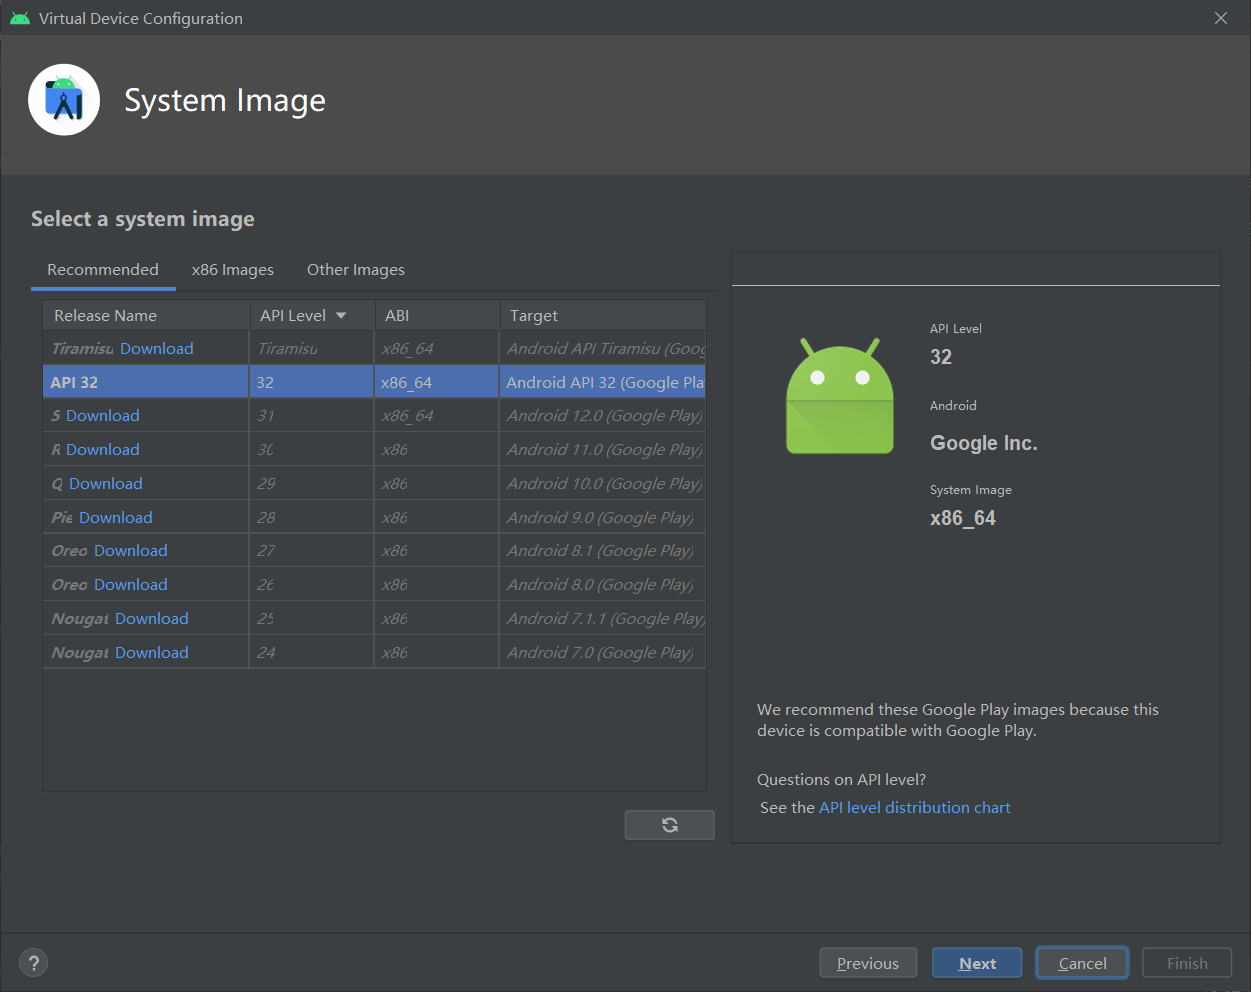 Virtual Device Configuration
System Image
Select a system image
Recommended x86 Images Other Images
Release Name API Level ABI Target
Tiramisu Download Tiramisu x86_64 Android API Tiramisu (Goog
API 32 32 x86_64 Android API 32 (Google Pla
S Download 31 x86_64 Android 12.0 (Google Play)
R Download 30 x86 Android 11.0 (Google Play)
Q Download 29 x86 Android 10.0 (Google Play)
Pie Download 28 x86 Android 9.0 (Google Play)
Oreo Download 27 x86 Android 8.1 (Google Play)
Oreo Download 26 x86 Android 8.0 (Google Play)
Nougat Download 25 x86 Android 7.1.1 (Google Play)
Nougat Download 24 x86 Android 7.0 (Google Play)
API Level
32
Android
Google Inc.
System Image
x86_64
We recommend these Google Play images because this
device is compatible with Google Play.
Questions on API level?
See the API level distribution chart
? Previous Next Cancel Finish